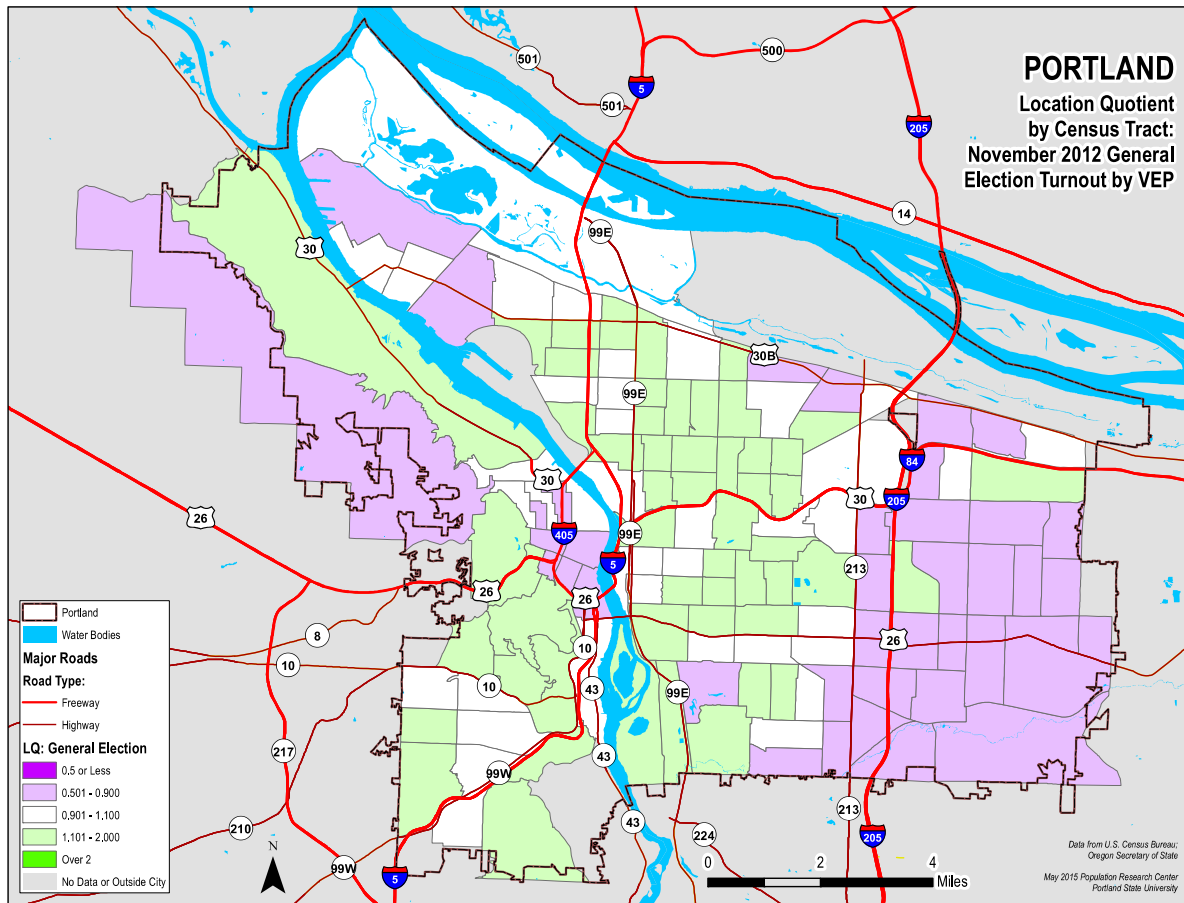 PORTLAND
Location Quotient
by Census Tract:
November 2012 General
Election Turnout by VEP
501
500
5
501
205
14
99E
30
30B
99E
84
205
30
30
26
405
99E
5
213
26
26
26
8
10
10
10
43
99E
217
99W
43
210
43
224
213
205
99W
5
Portland
Water Bodies
Major Roads
Road Type:
Freeway
Highway
LQ: General Election
0.5 or Less
0.501 - 0.900
0,901 - 1.100
1,101 - 2,000
Over 2
No Data or Outside City
N
0 2 4
Miles
Data from U.S. Census Bureau;
Oregon Secretary of State
May 2015 Population Research Center
Portland State University